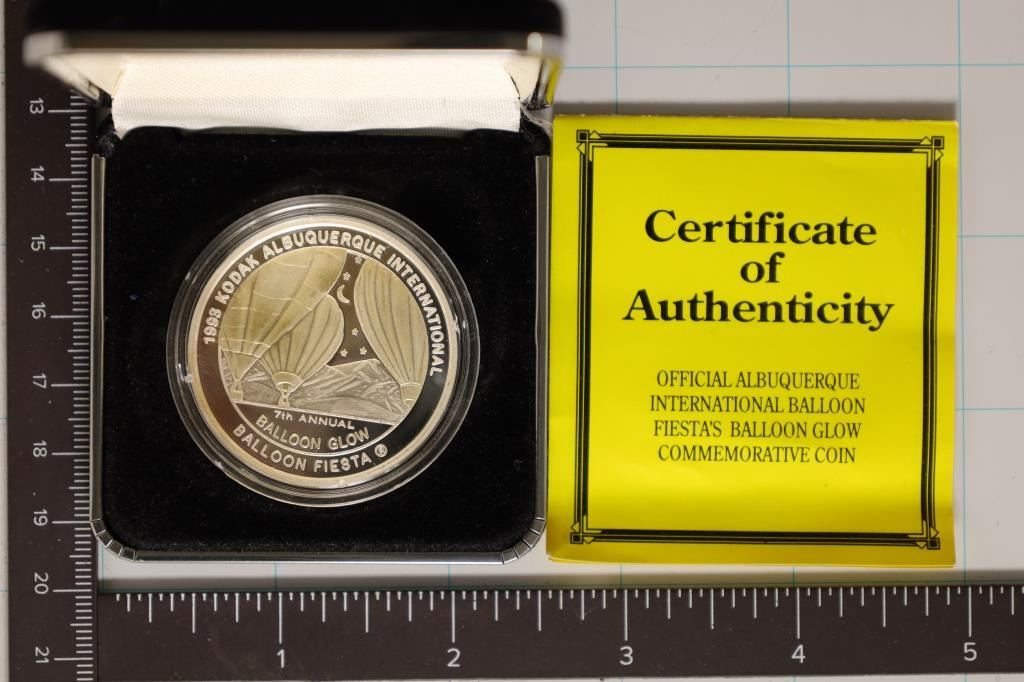 1993 KODAK ALBUQUERQUE INTERNATIONAL
7th ANNUAL
BALLOON GLOW
BALLOON FIESTA ®
Certificate
of
Authenticity
OFFICIAL ALBUQUERQUE
INTERNATIONAL BALLOON
FIESTA'S BALLOON GLOW
COMMEMORATIVE COIN
13
14
15
16
17
18
19
20
21
1 2 3 4 5